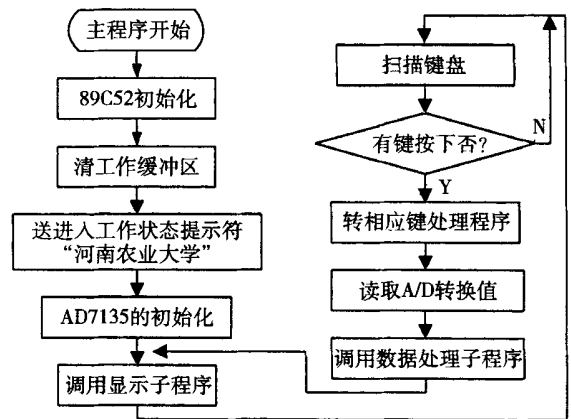 主程序开始
89C52初始化
清工作缓冲区
送进入工作状态提示符
“河南农业大学”
AD7135的初始化
调用显示子程序
扫描键盘
有键按下否?
N
Y
转相应键处理程序
读取A/D转换值
调用数据处理子程序